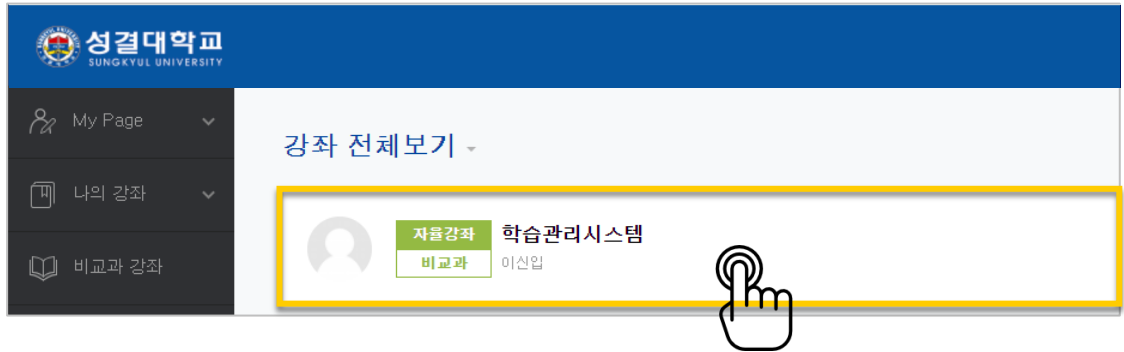 성결대학교
SUNGKYUL UNIVERSITY
My Page
나의 강좌
비교과 강좌
강좌 전체보기
자율강좌 학습관리시스템
비교과 이신입